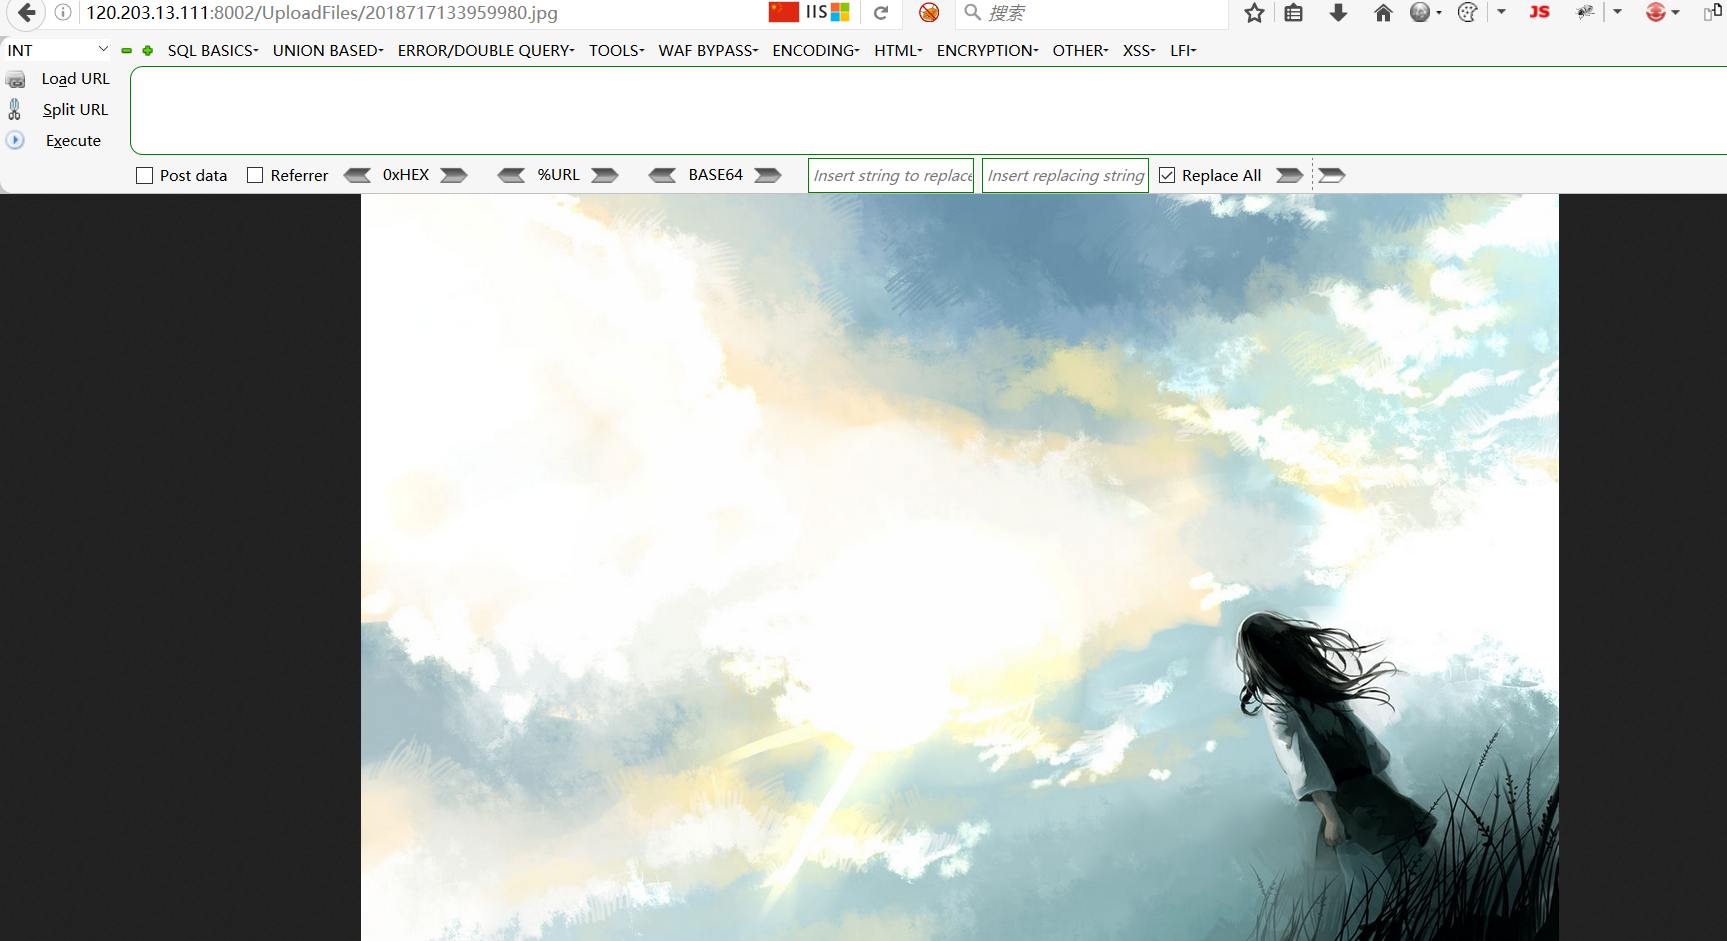 120.203.13.111:8002/UploadFiles/2018717133959980.jpg IIS 搜索 JS
INT SQL BASICS UNION BASED ERROR/DOUBLE QUERY TOOLS WAF BYPASS ENCODING HTML ENCRYPTION OTHER XSS LFI
Load URL
Split URL
Execute
Post data Referrer 0xHEX %URL BASE64 Insert string to replace Insert replacing string Replace All